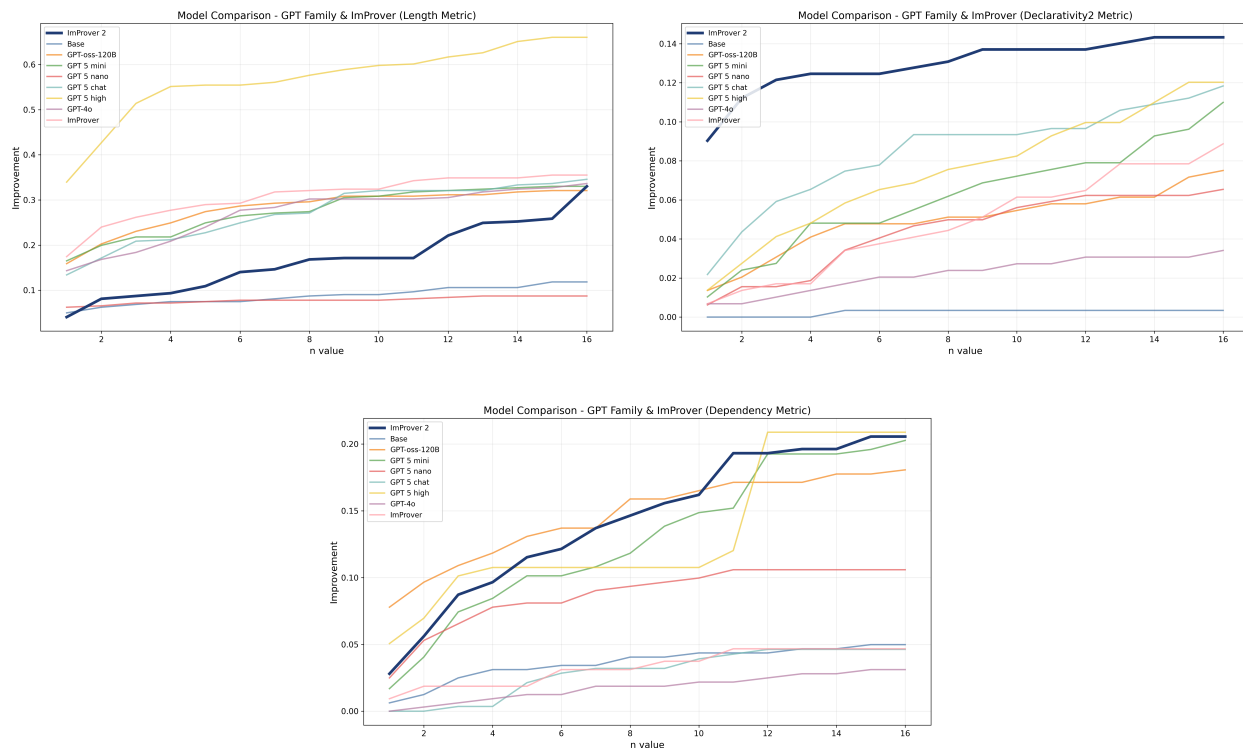 Model Comparison - GPT Family & ImProver (Length Metric)
ImProver 2
Base
GPT-oss-120B
GPT 5 mini
GPT 5 nano
GPT 5 chat
GPT 5 high
GPT-4o
ImProver
Improvement
0.6
0.5
0.4
0.3
0.2
0.1
2 4 6 8 10 12 14 16
n value
Model Comparison - GPT Family & ImProver (Declarativity2 Metric)
ImProver 2
Base
GPT-oss-120B
GPT 5 mini
GPT 5 nano
GPT 5 chat
GPT 5 high
GPT-4o
ImProver
Improvement
0.14
0.12
0.10
0.08
0.06
0.04
0.02
0.00
2 4 6 8 10 12 14 16
n value
Model Comparison - GPT Family & ImProver (Dependency Metric)
ImProver 2
Base
GPT-oss-120B
GPT 5 mini
GPT 5 nano
GPT 5 chat
GPT 5 high
GPT-4o
ImProver
Improvement
0.20
0.15
0.10
0.05
0.00
2 4 6 8 10 12 14 16
n value